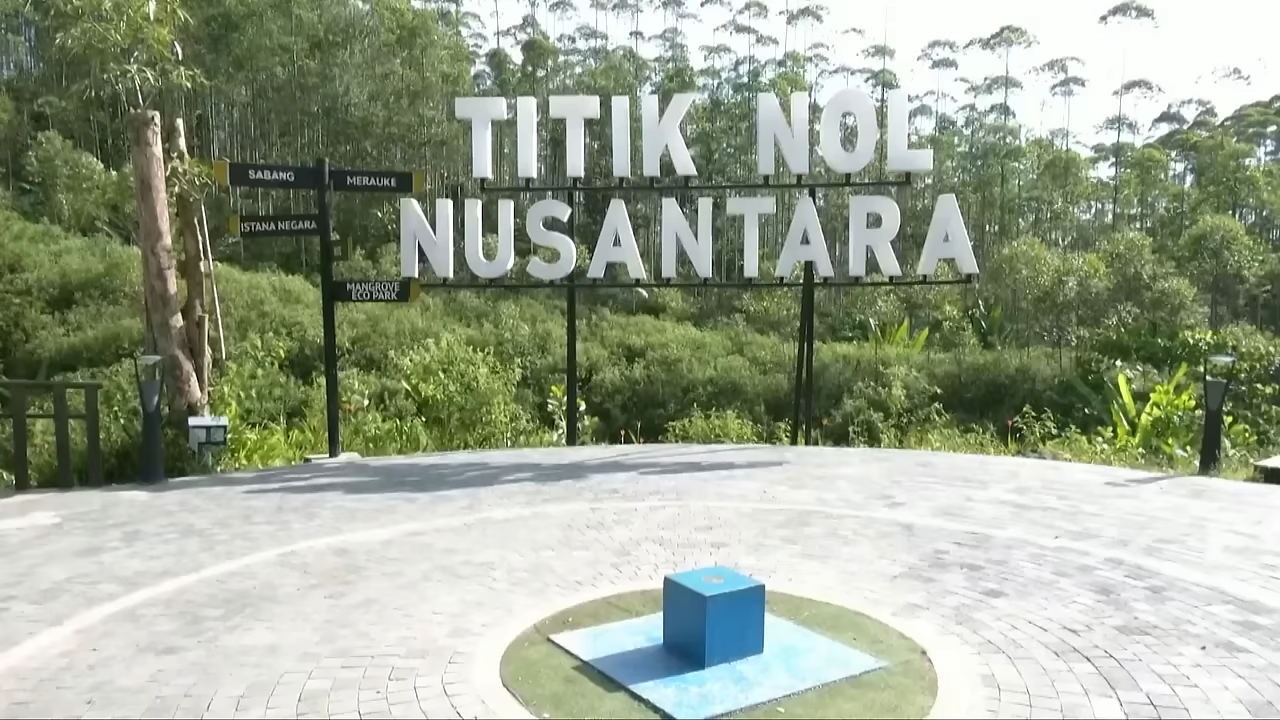 TITIK NOL
NUSANTARA
SABANG
MERAUKE
ISTANA NEGARA
MANGROVE
ECO PARK